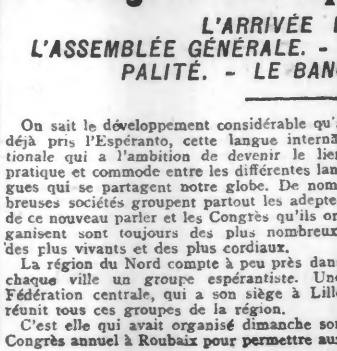 L'ARRIVÉE
L'ASSEMBLÉE GÉNÉRALE. -
PALITÉ. - LE BAN
On sait le développement considérable qu'
déjà pris l'Espéranto, cette langue interna
tionale qui a l'ambition de devenir le lien
pratique et commode entre les différentes lan
gues qui se partagent notre globe. De nom
breuses sociétés groupent partout les adepte
de ce nouveau parler et les Congrès qu'ils or
ganisent sont toujours des plus nombreux
des plus vivants et des plus cordiaux.
La région du Nord compte à peu près dan
chaque ville un groupe espérantiste. Une
Fédération centrale, qui a son siège à Lill
réunit tous ces groupes de la région.
C'est elle qui avait organisé dimanche son
Congrès annuel à Roubaix pour permettre aux